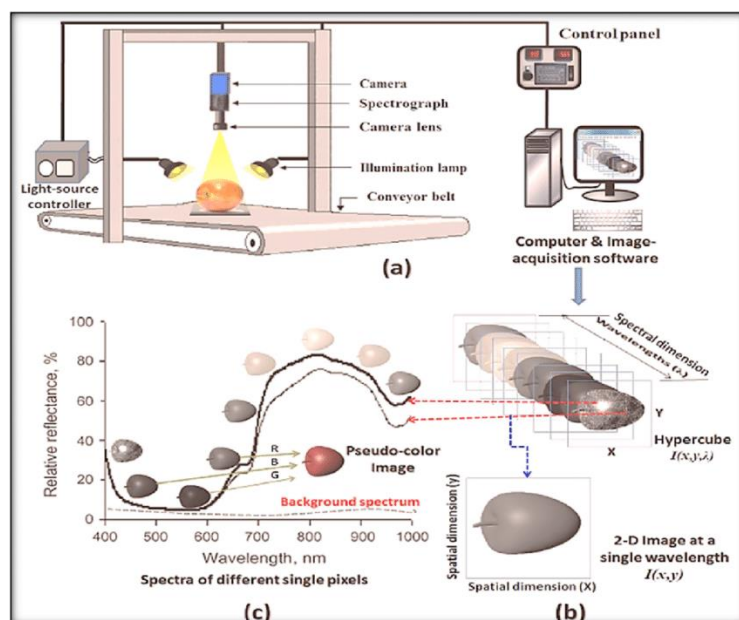 Control panel
Camera
Spectrograph
Camera lens
Illumination lamp
Light-source
controller
Conveyor belt
(a)
Computer & Image-
acquisition software
Spectral dimension
Wavelengths (λ)
Y
X
Hypercube
I(x,y,λ)
Relative reflectance, %
100
80
60
40
20
0
R
B
G
Pseudo-color
Image
Background spectrum
400 500 600 700 800 900 1000
Wavelength, nm
Spectra of different single pixels
(c)
Spatial dimension (y)
Spatial dimension (X)
2-D Image at a
single wavelength
I(x,y)
(b)